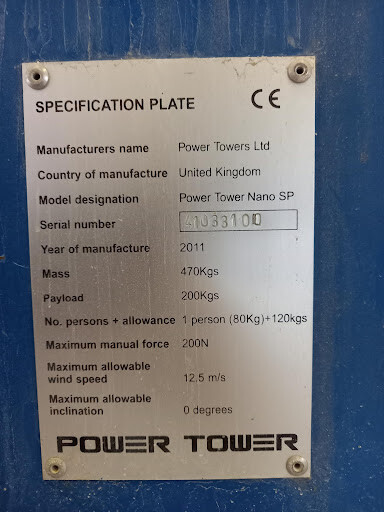 SPECIFICATION PLATE CE
Manufacturers name Power Towers Ltd
Country of manufacture United Kingdom
Model designation Power Tower Nano SP
Serial number
Year of manufacture 2011
Mass 470Kgs
Payload 200Kgs
No. persons + allowance 1 person (80Kg)+120kgs
Maximum manual force 200N
Maximum allowable
wind speed 12,5 m/s
Maximum allowable
inclination 0 degrees
POWER TOWER